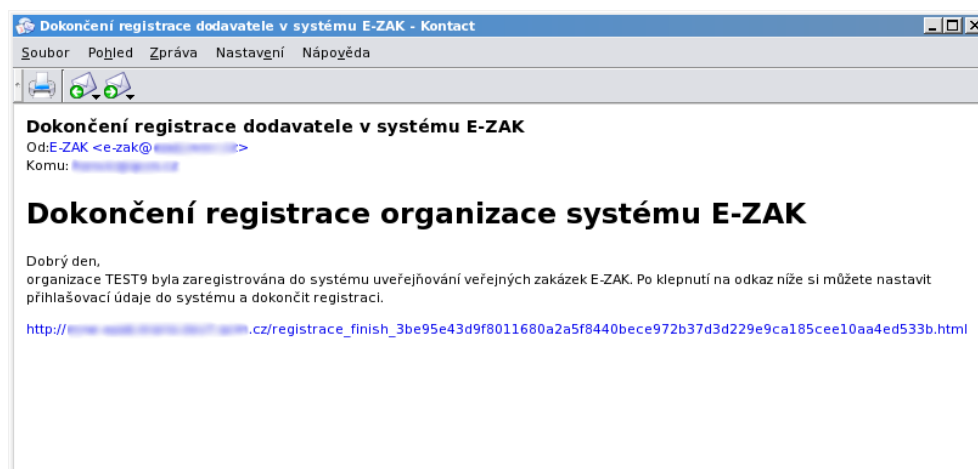 Dokončení registrace dodavatele v systému E-ZAK - Kontact
Soubor Pohled Zpráva Nastavení Nápověda
Dokončení registrace dodavatele v systému E-ZAK
Od:E-ZAK <e-zak@ >
Komu:
Dokončení registrace organizace systému E-ZAK
Dobrý den,
organizace TEST9 byla zaregistrována do systému uveřejňování veřejných zakázek E-ZAK. Po klepnutí na odkaz níže si můžete nastavit
přihlašovací údaje do systému a dokončit registraci.
http:// .cz/registrace_finish_3be95e43d9f8011680a2a5f8440bece972b37d3d229e9ca185cee10aa4ed533b.html